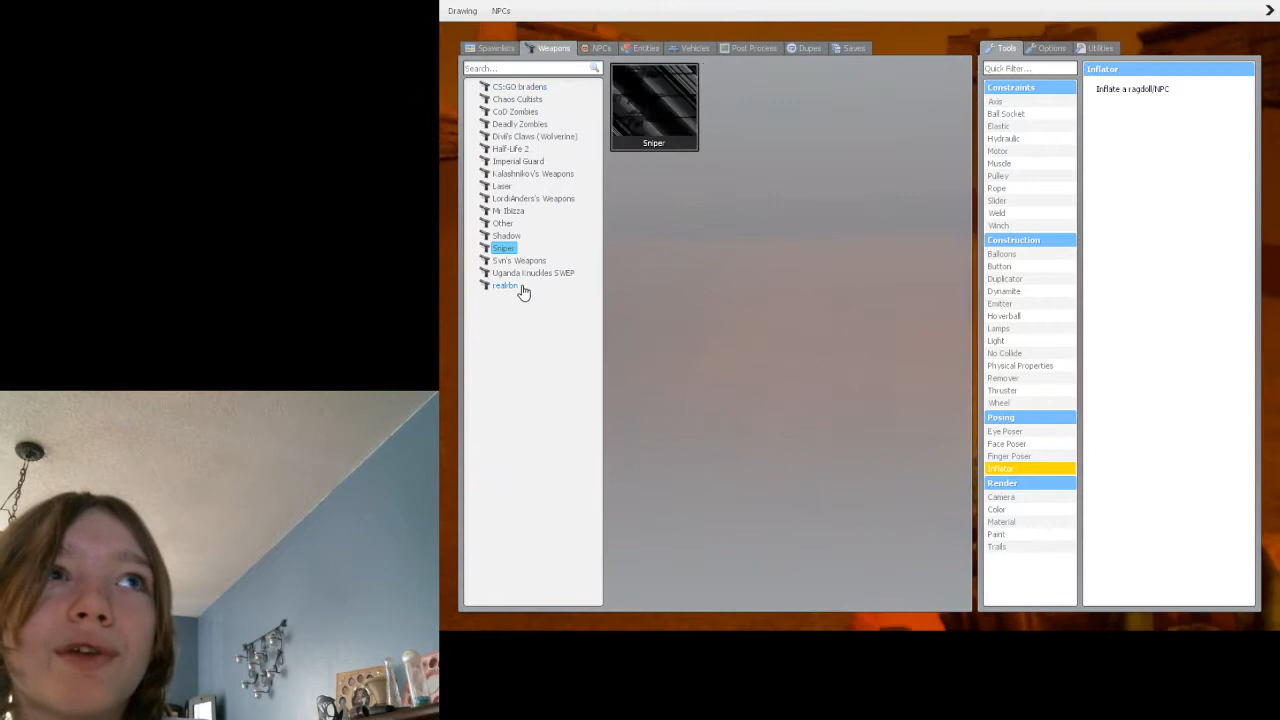 Drawing NPCs
Spawnlists Weapons NPCs Entities Vehicles Post Process Dupes Saves
Search...
CS:GO bradens
Chaos Cultists
CoD Zombies
Deadly Zombies
Divli's Claws (Wolverine)
Half-Life 2
Imperial Guard
Kalashnikov's Weapons
Laser
LordiAnders's Weapons
Mr Ibizza
Other
Shadow
Sniper
Svn's Weapons
Uganda Knuckles SWEP
Sniper
Tools Options Utilities
Quick Filter...
Constraints
Axis
Ball Socket
Elastic
Hydraulic
Motor
Muscle
Pulley
Rope
Slider
Weld
Winch
Construction
Balloons
Button
Duplicator
Dynamite
Emitter
Hoverball
Lamps
Light
No Collide
Physical Properties
Remover
Thruster
Wheel
Posing
Eye Poser
Face Poser
Finger Poser
Inflator
Render
Camera
Color
Material
Paint
Trails
Inflator
Inflate a ragdoll/NPC